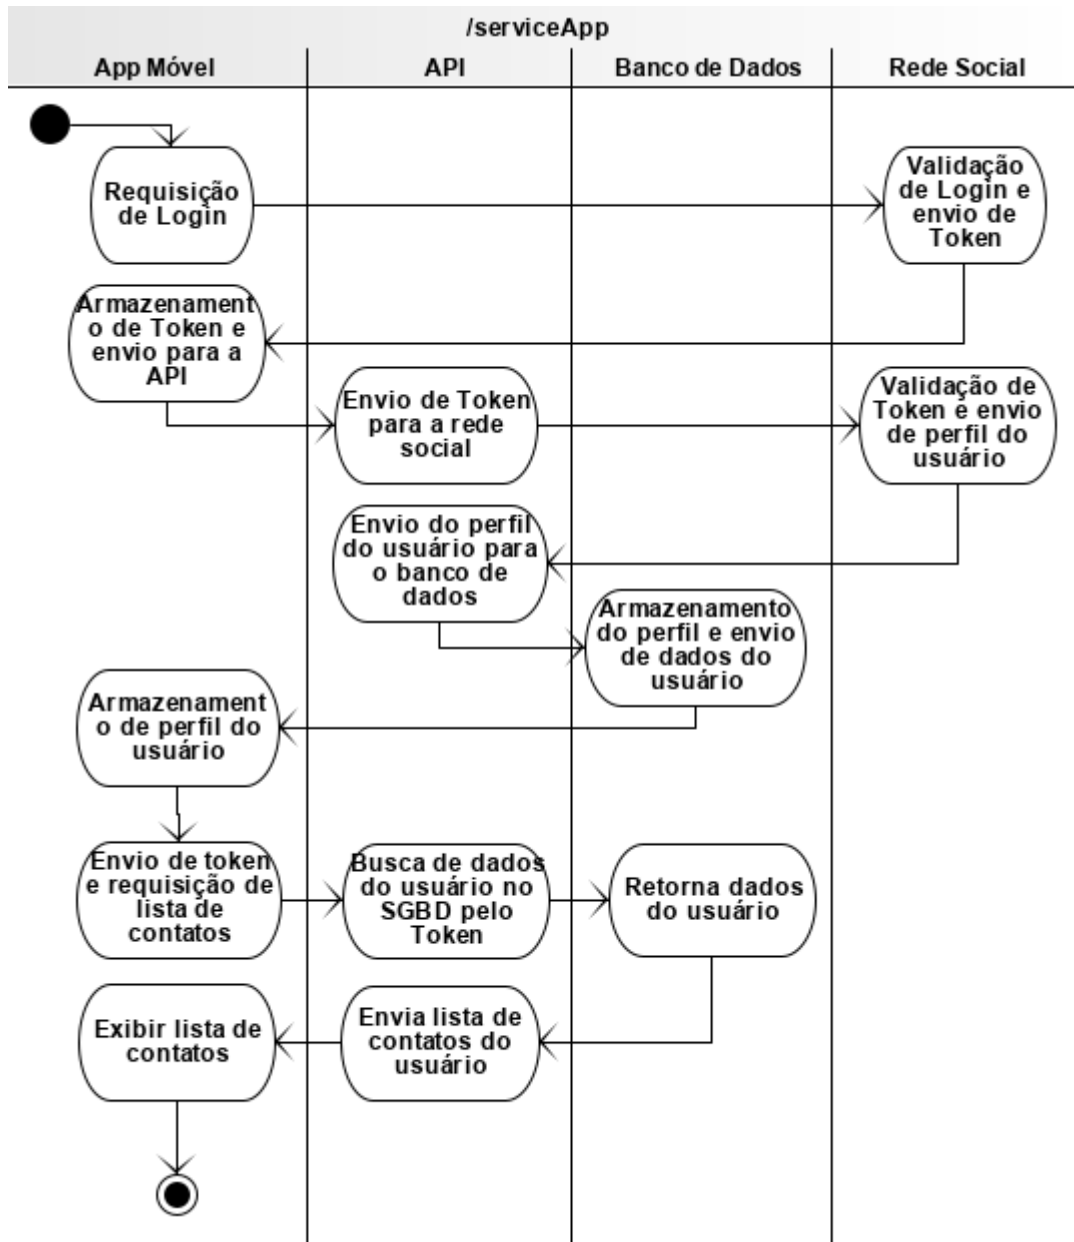 /serviceApp
App Móvel
API
Banco de Dados
Rede Social
Requisição
de Login
Validação
de Login e
envio de
Token
Armazenament
o de Token e
envio para a
API
Envio de Token
para a rede
social
Validação de
Token e envio
de perfil do
usuário
Envio do perfil
do usuário para
o banco de
dados
Armazenamento
do perfil e envio
de dados do
usuário
Armazenament
o de perfil do
usuário
Envio de token
e requisição de
lista de
contatos
Busca de dados
do usuário no
SGBD pelo
Token
Retorna dados
do usuário
Envia lista de
contatos do
usuário
Exibir lista de
contatos